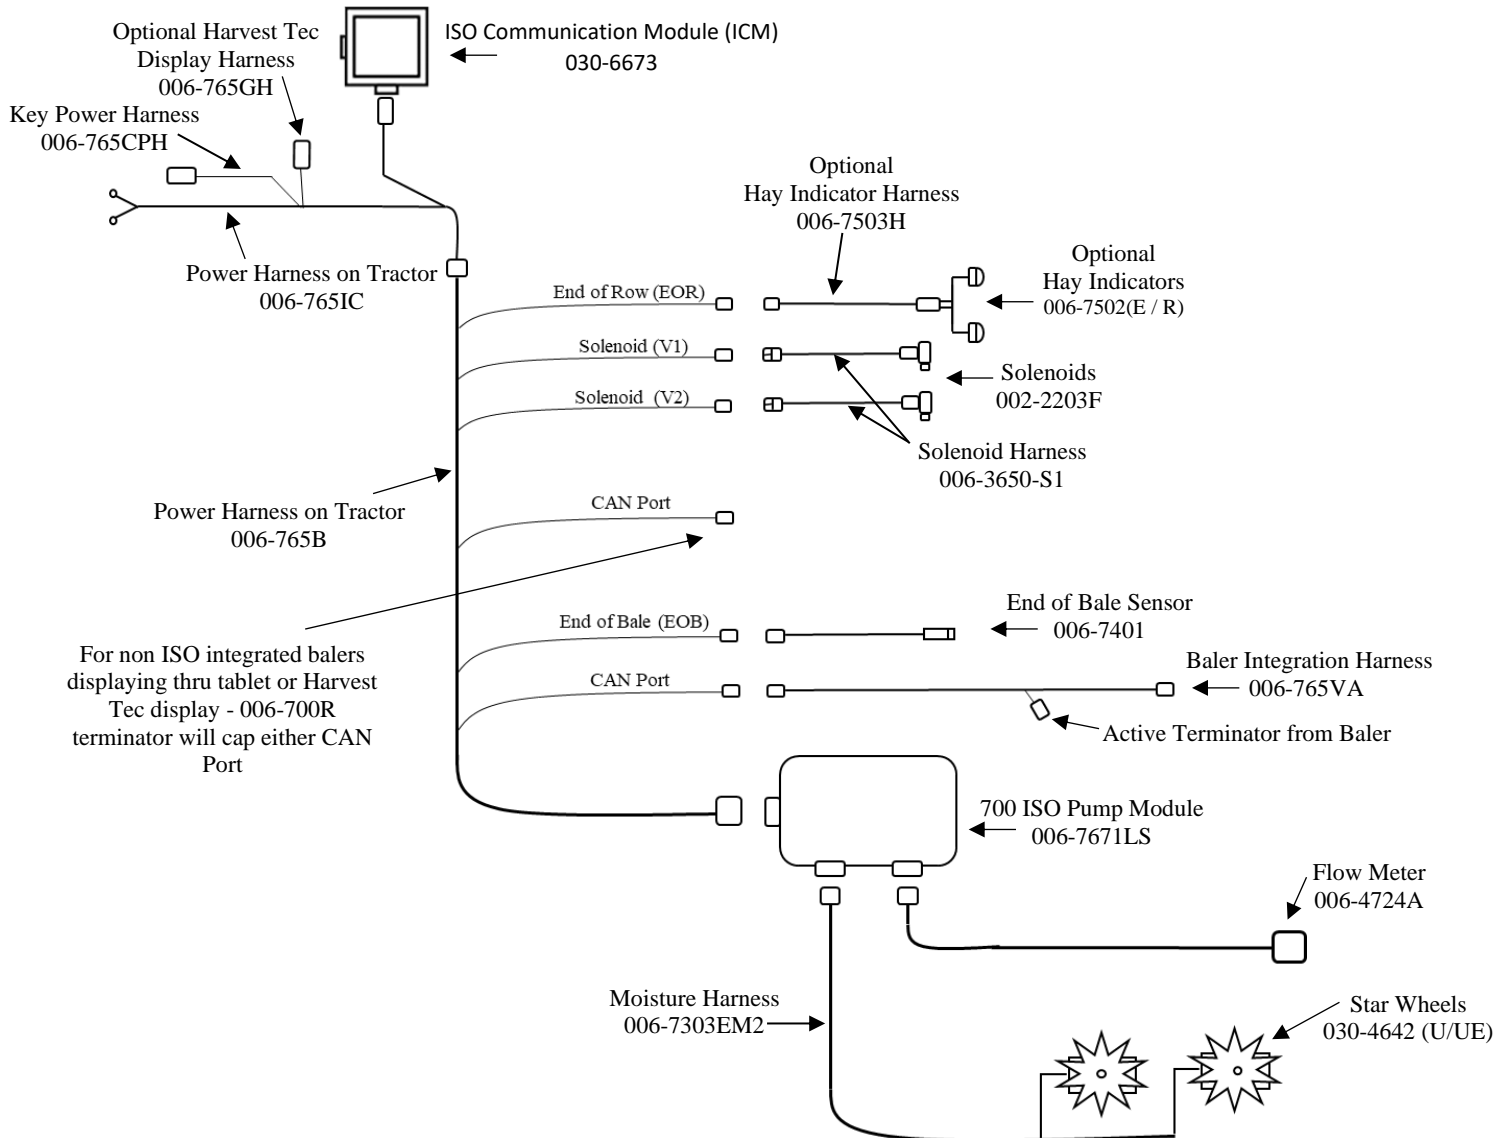 Optional Harvest Tec
Display Harness
006-765GH
ISO Communication Module (ICM)
030-6673
Key Power Harness
006-765CPH
Power Harness on Tractor
006-765IC
Optional
Hay Indicator Harness
006-7503H
Optional
Hay Indicators
006-7502(E / R)
End of Row (EOR)
Solenoid (V1)
Solenoid (V2)
Solenoids
002-2203F
Solenoid Harness
006-3650-S1
Power Harness on Tractor
006-765B
CAN Port
End of Bale (EOB)
End of Bale Sensor
006-7401
For non ISO integrated balers
displaying thru tablet or Harvest
Tec display - 006-700R
terminator will cap either CAN
Port
CAN Port
Baler Integration Harness
006-765VA
Active Terminator from Baler
700 ISO Pump Module
006-7671LS
Flow Meter
006-4724A
Moisture Harness
006-7303EM2
Star Wheels
030-4642 (U/UE)